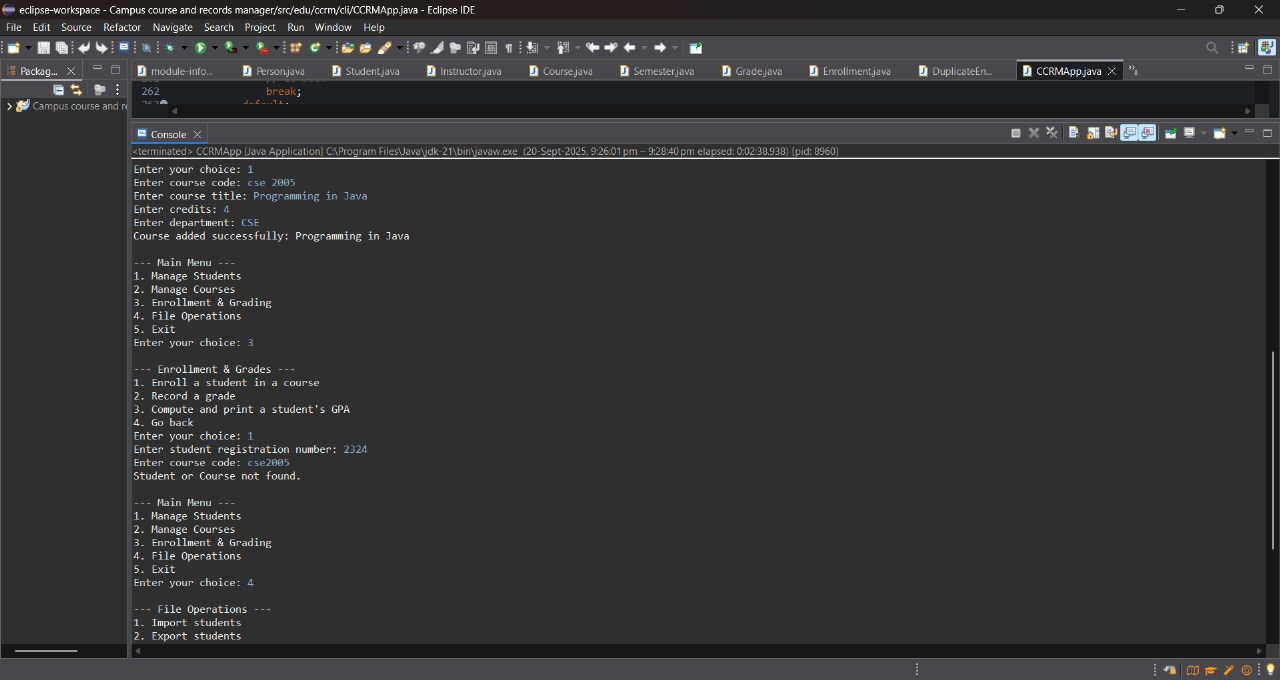 eclipse-workspace - Campus course and records manager/src/edu/ccrm/cli/CCRMApp.java - Eclipse IDE
File Edit Source Refactor Navigate Search Project Run Window Help
Packag... module-info... Person.java Student.java Instructor.java Course.java Semester.java Grade.java Enrollment.java DuplicateEn... CCRMApp.java
262 break;
Campus course and re
Console
<terminated> CCRMApp [Java Application] C:\Program Files\Java\jdk-21\bin\javaw.exe (20-Sept-2025, 9:26:01 pm – 9:28:40 pm elapsed: 0:02:38.938) [pid: 8960]
Enter your choice: 1
Enter course code: cse 2005
Enter course title: Programming in Java
Enter credits: 4
Enter department: CSE
Course added successfully: Programming in Java
--- Main Menu ---
1. Manage Students
2. Manage Courses
3. Enrollment & Grading
4. File Operations
5. Exit
Enter your choice: 3
--- Enrollment & Grades ---
1. Enroll a student in a course
2. Record a grade
3. Compute and print a student's GPA
4. Go back
Enter your choice: 1
Enter student registration number: 2324
Enter course code: cse2005
Student or Course not found.
--- Main Menu ---
1. Manage Students
2. Manage Courses
3. Enrollment & Grading
4. File Operations
5. Exit
Enter your choice: 4
--- File Operations ---
1. Import students
2. Export students